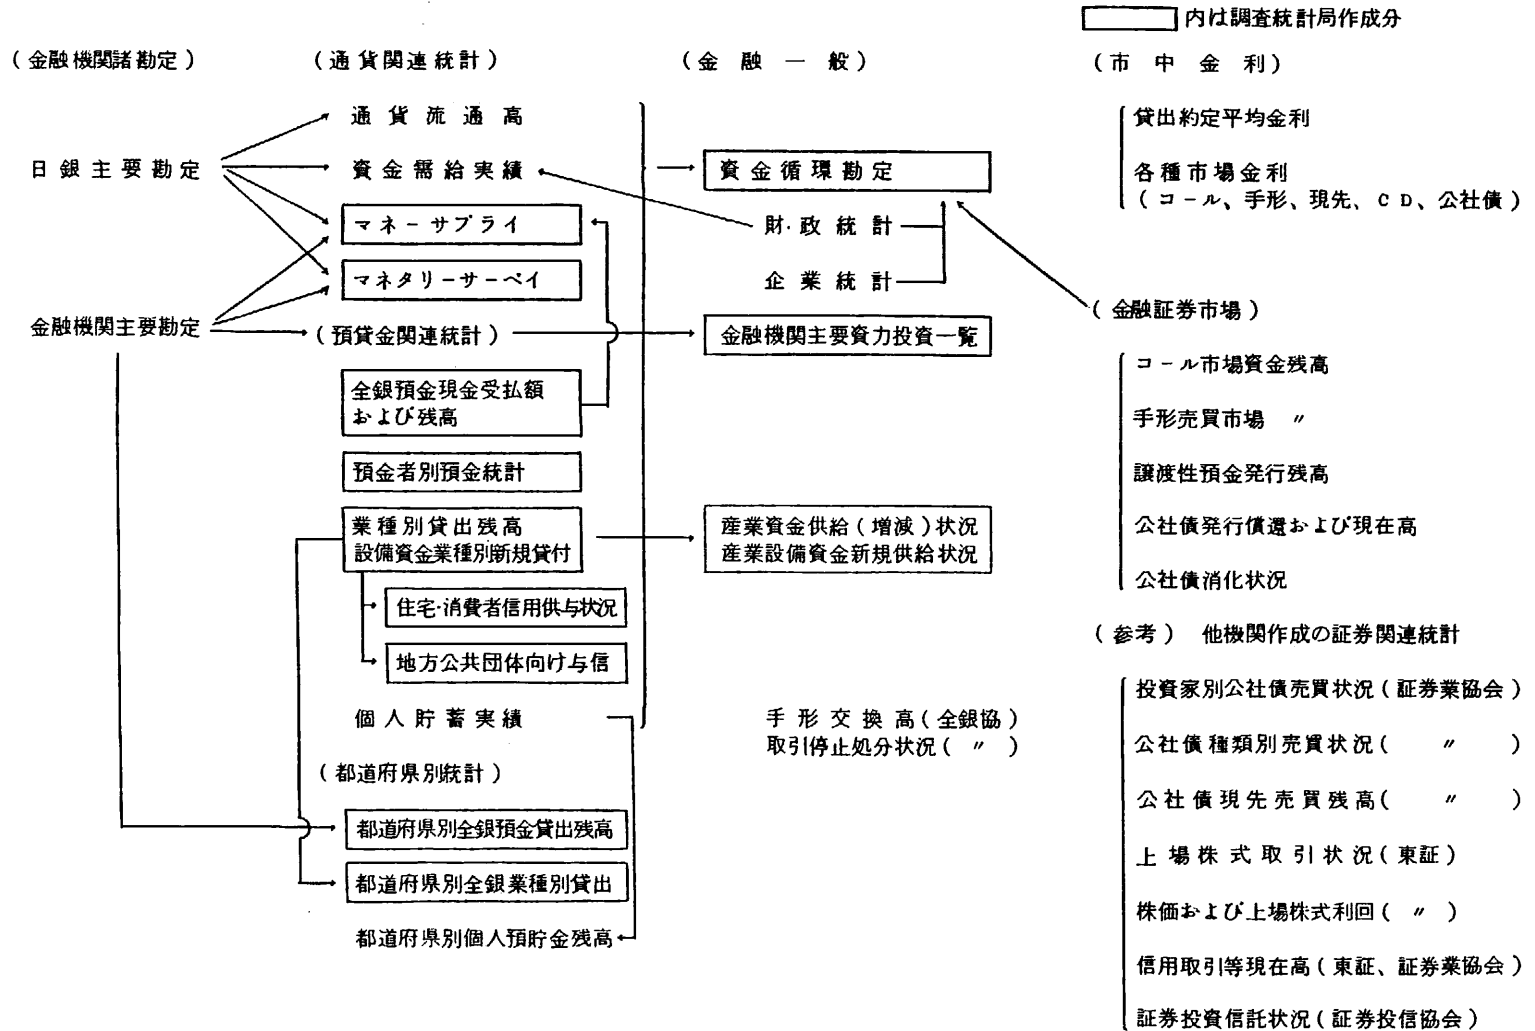 内は調査統計局作成分
(金融機関諸勘定)
日銀主要勘定
金融機関主要勘定
(通貨関連統計)
通貨流通高
資金需給実績
マネーサプライ
マネタリーサーベイ
(預貸金関連統計)
全銀預金現金受払額
および残高
預金者別預金統計
業種別貸出残高
設備資金業種別新規貸付
住宅・消費者信用供与状況
地方公共団体向け与信
個人貯蓄実績
(都道府県別統計)
都道府県別全銀預金貸出残高
都道府県別全銀業種別貸出
都道府県別個人預貯金残高
(金融一般)
資金循環勘定
財・政統計
企業統計
金融機関主要資力投資一覧
産業資金供給(増減)状況
産業設備資金新規供給状況
手形交換高(全銀協)
取引停止処分状況(〃)
(市中金利)
貸出約定平均金利
各種市場金利
(コール、手形、現先、CD、公社債)
(金融証券市場)
コール市場資金残高
手形売買市場 〃
譲渡性預金発行残高
公社債発行償還および現在高
公社債消化状況
(参考) 他機関作成の証券関連統計
投資家別公社債売買状況(証券業協会)
公社債種類別売買状況( 〃 )
公社債現先売買残高( 〃 )
上場株式取引状況(東証)
株価および上場株式利回( 〃 )
信用取引等現在高(東証、証券業協会)
証券投資信託状況(証券投信協会)